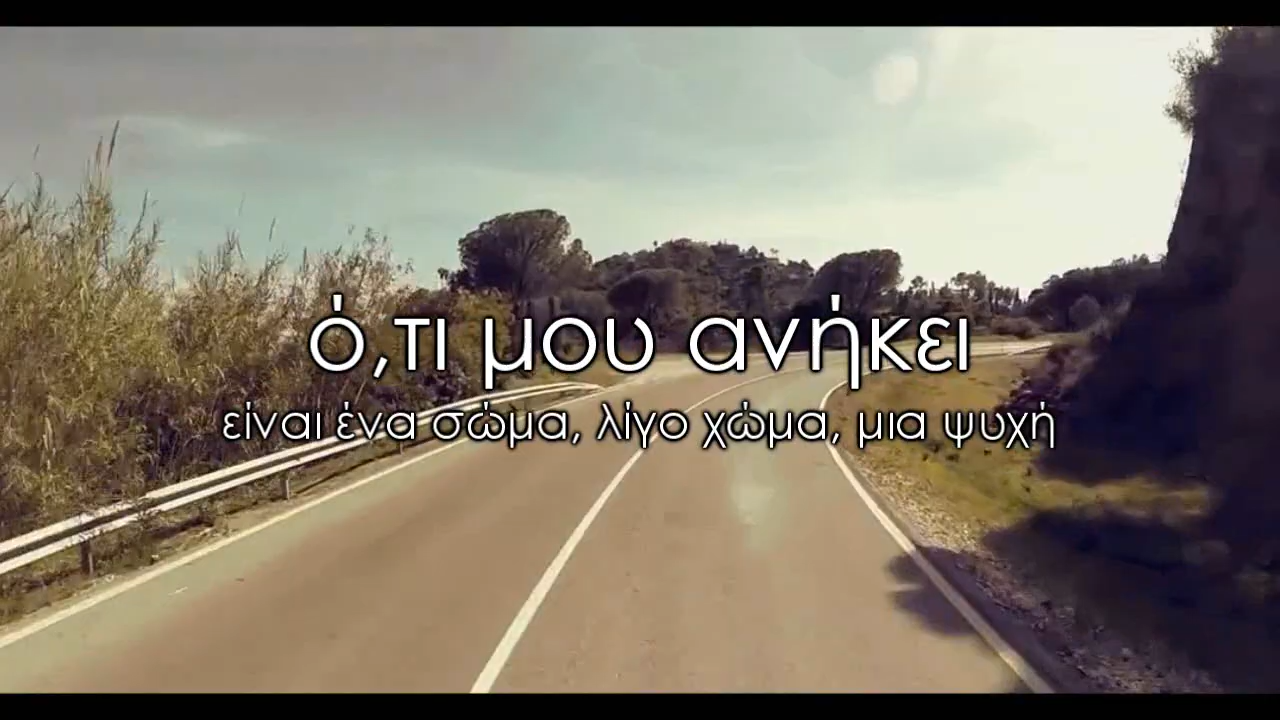 ό,τι μου ανήκει
είναι ένα σώμα, λίγο χώμα, μια ψυχή